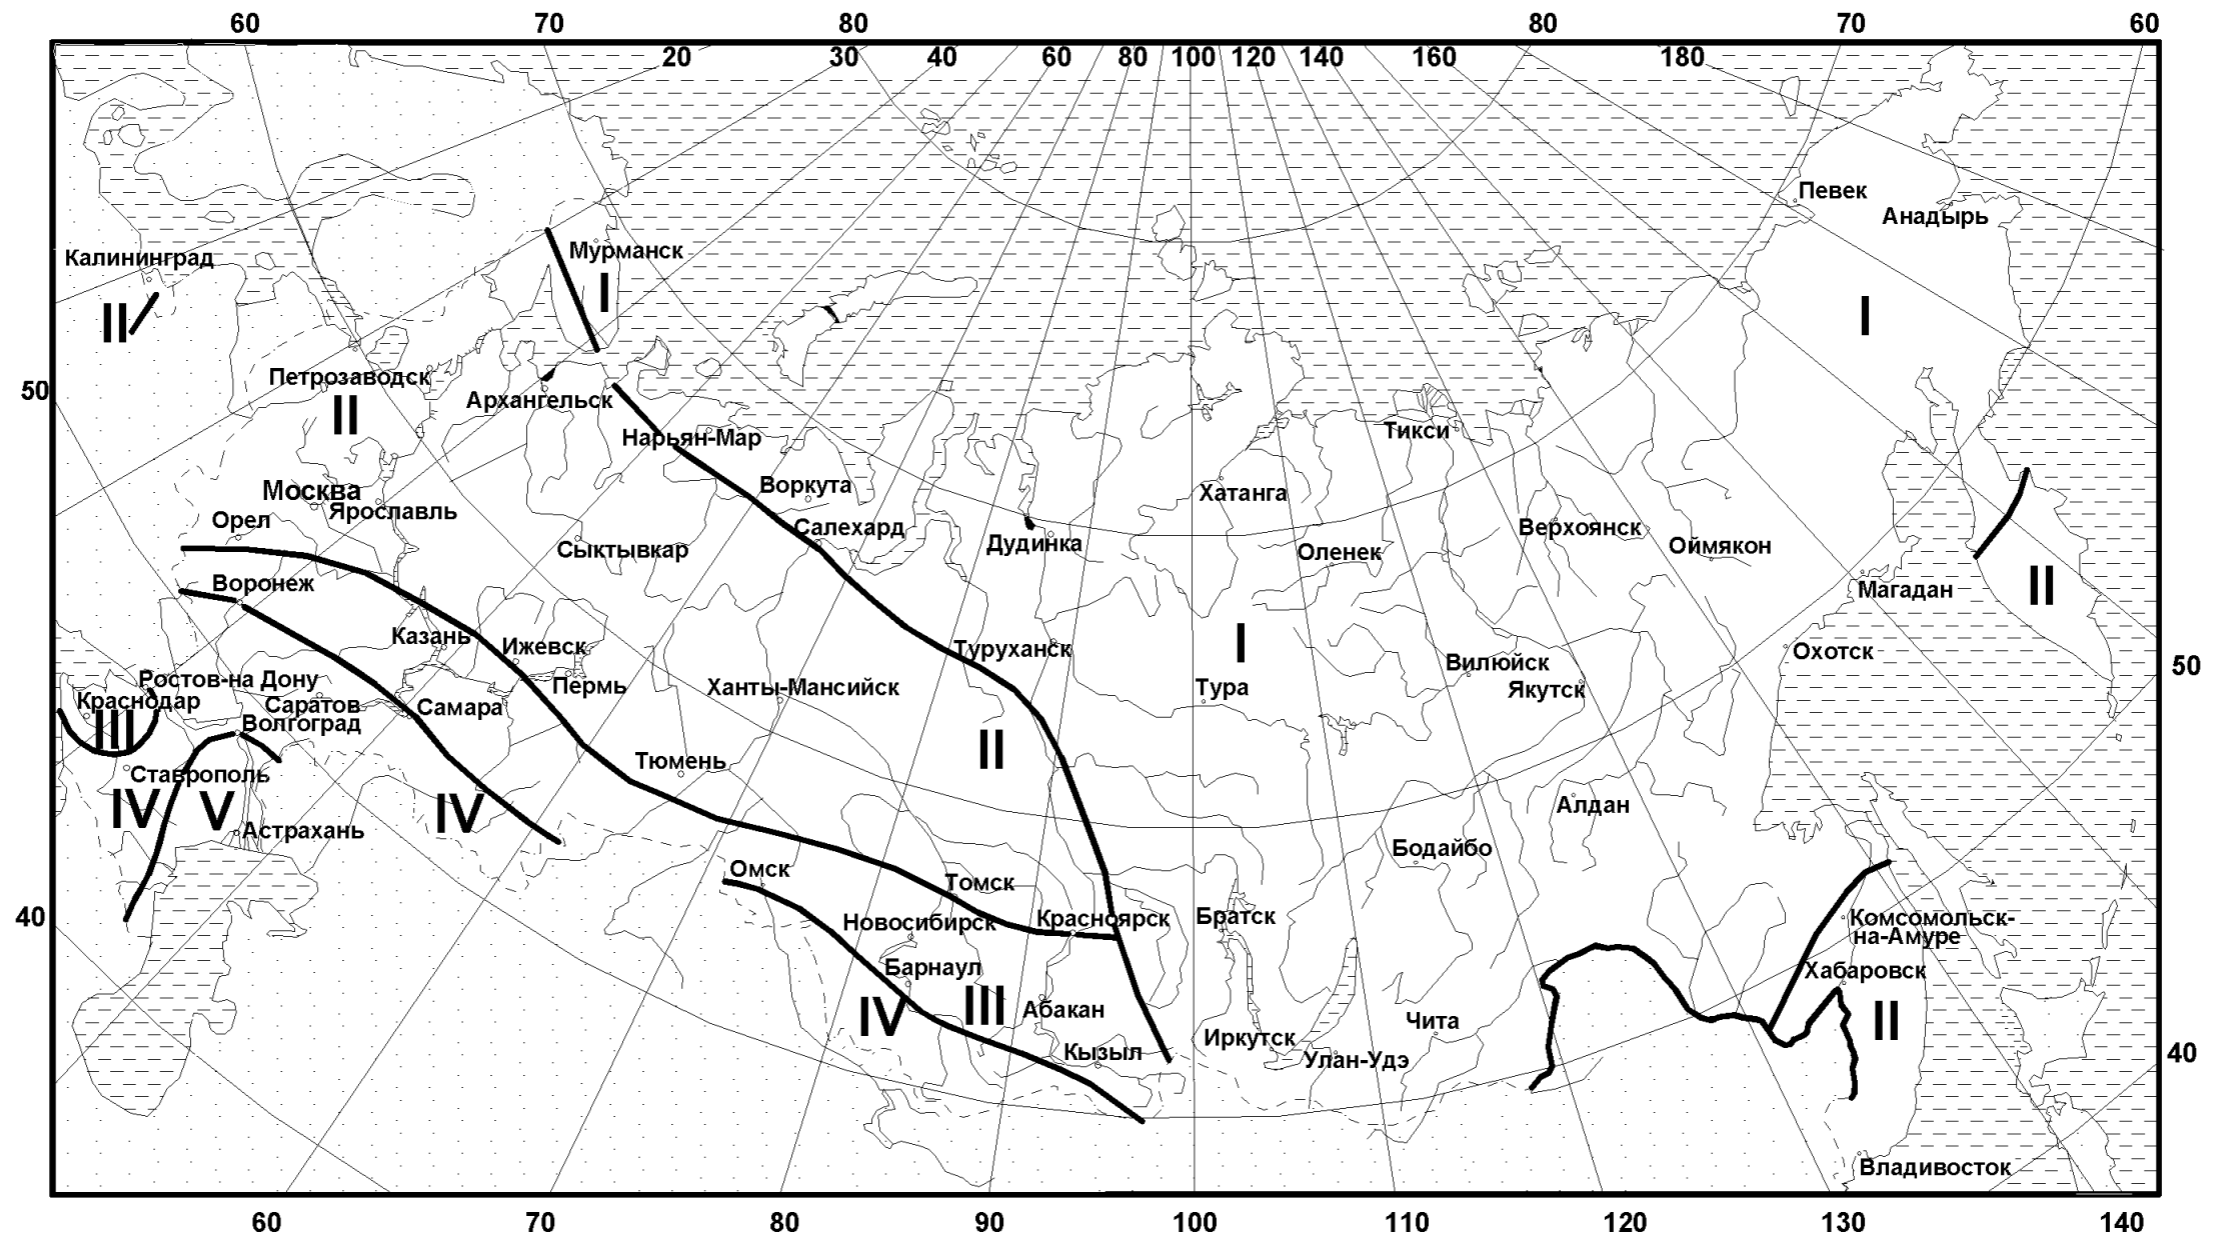 60 70 80 80 70 60
20 30 40 60 80 100 120 140 160 180
Певек
Анадырь
Мурманск
Калининград
I
I
II
Петрозаводск
50
Архангельск
II
Нарьян-Мар
Тикси
Воркута
Москва
Хатанга
Ярославль
Орел
Салехард
Верхоянск
Дудинка
Оймякон
Сыктывкар
Оленек
Воронеж
Магадан
II
Казань
Ижевск
Туруханск
I
Охотск
Вилюйск
50
Ростов-на Дону
Пермь
Ханты-Мансийск
Тура
Якутск
Краснодар
Саратов
Самара
Волгоград
III
II
Тюмень
Ставрополь
IV
V
IV
Алдан
Астрахань
Бодайбо
Омск
Томск
40
Новосибирск
Красноярск
Братск
Комсомольск-
на-Амуре
Барнаул
Хабаровск
III
Абакан
IV
Чита
II
Иркутск
Кызыл
Улан-Удэ
40
Владивосток
60 70 80 90 100 110 120 130 140